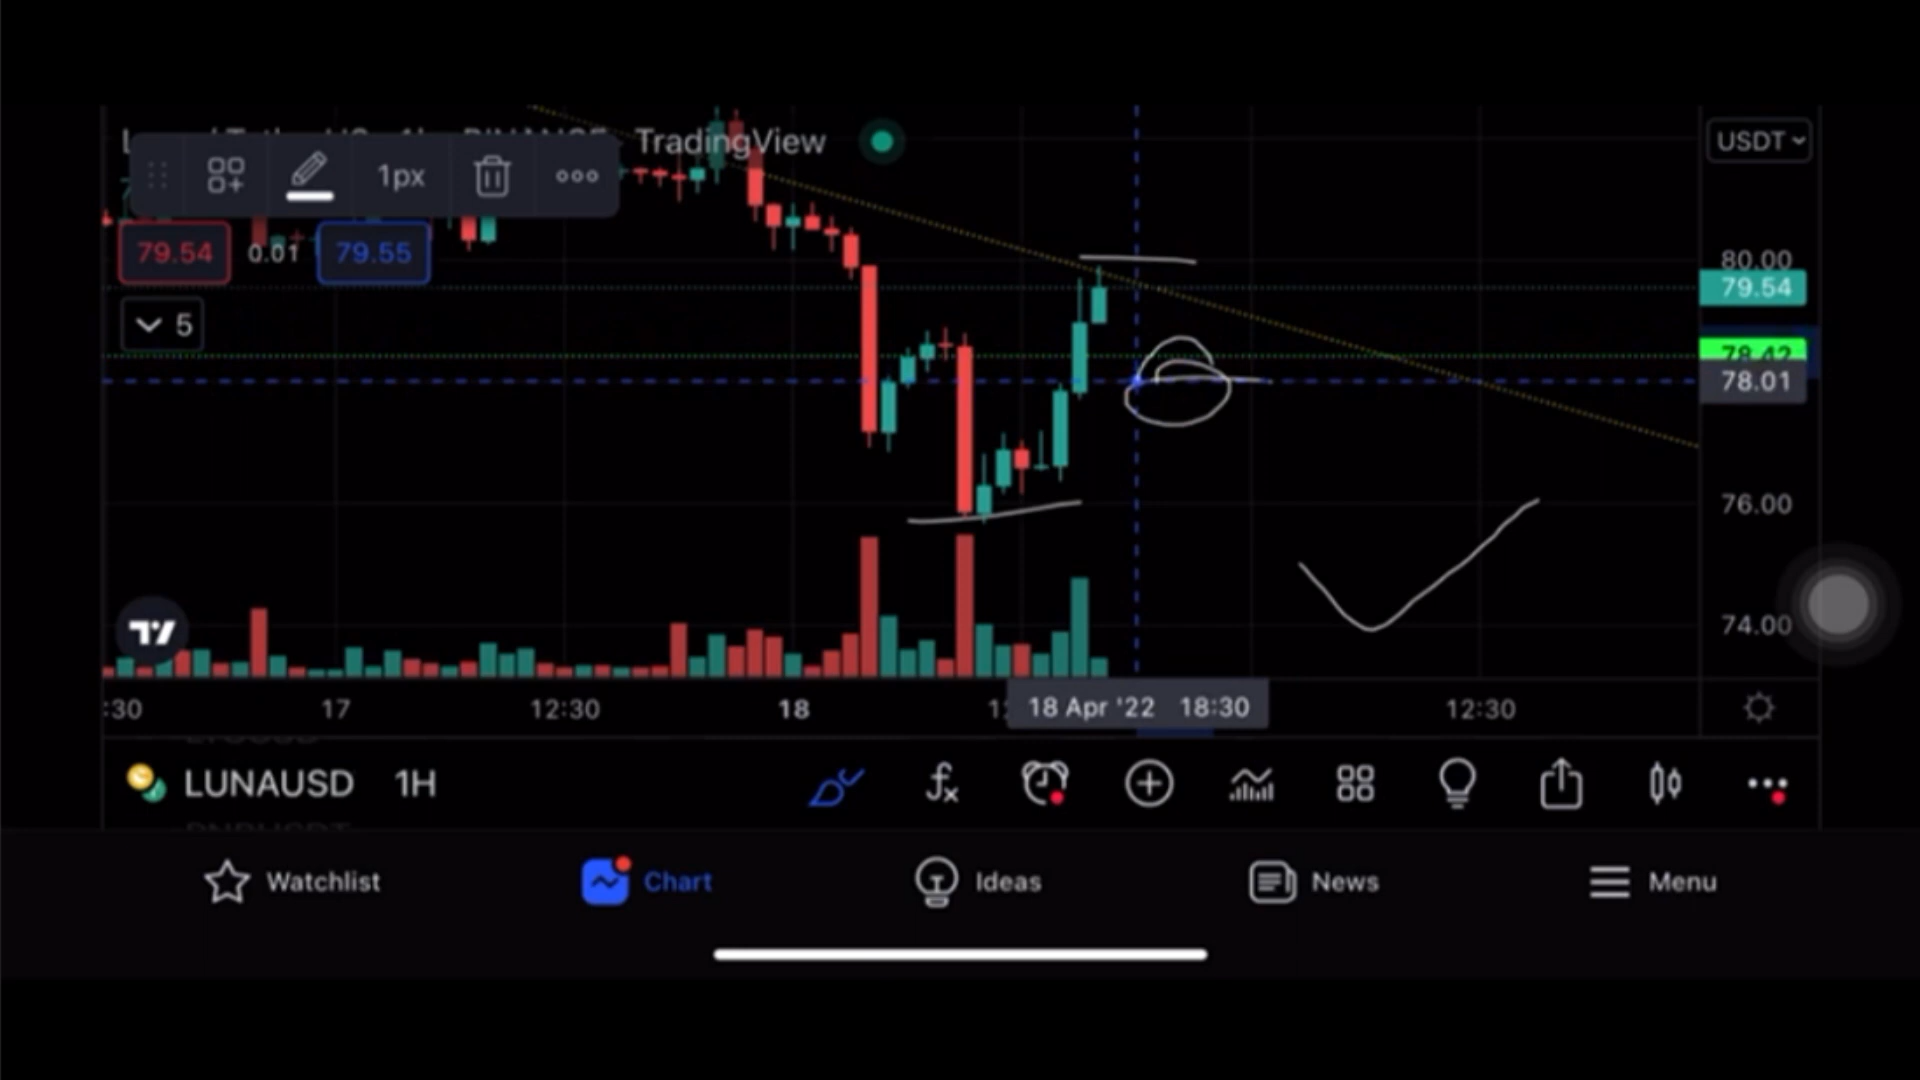 TradingView
USDT
1px
80.00
79.54 0.01 79.55
79.54
5
78.42
78.01
76.00
74.00
:30 17 12:30 18 18 Apr '22 18:30 12:30
LUNAUSD 1H
Watchlist Chart Ideas News Menu